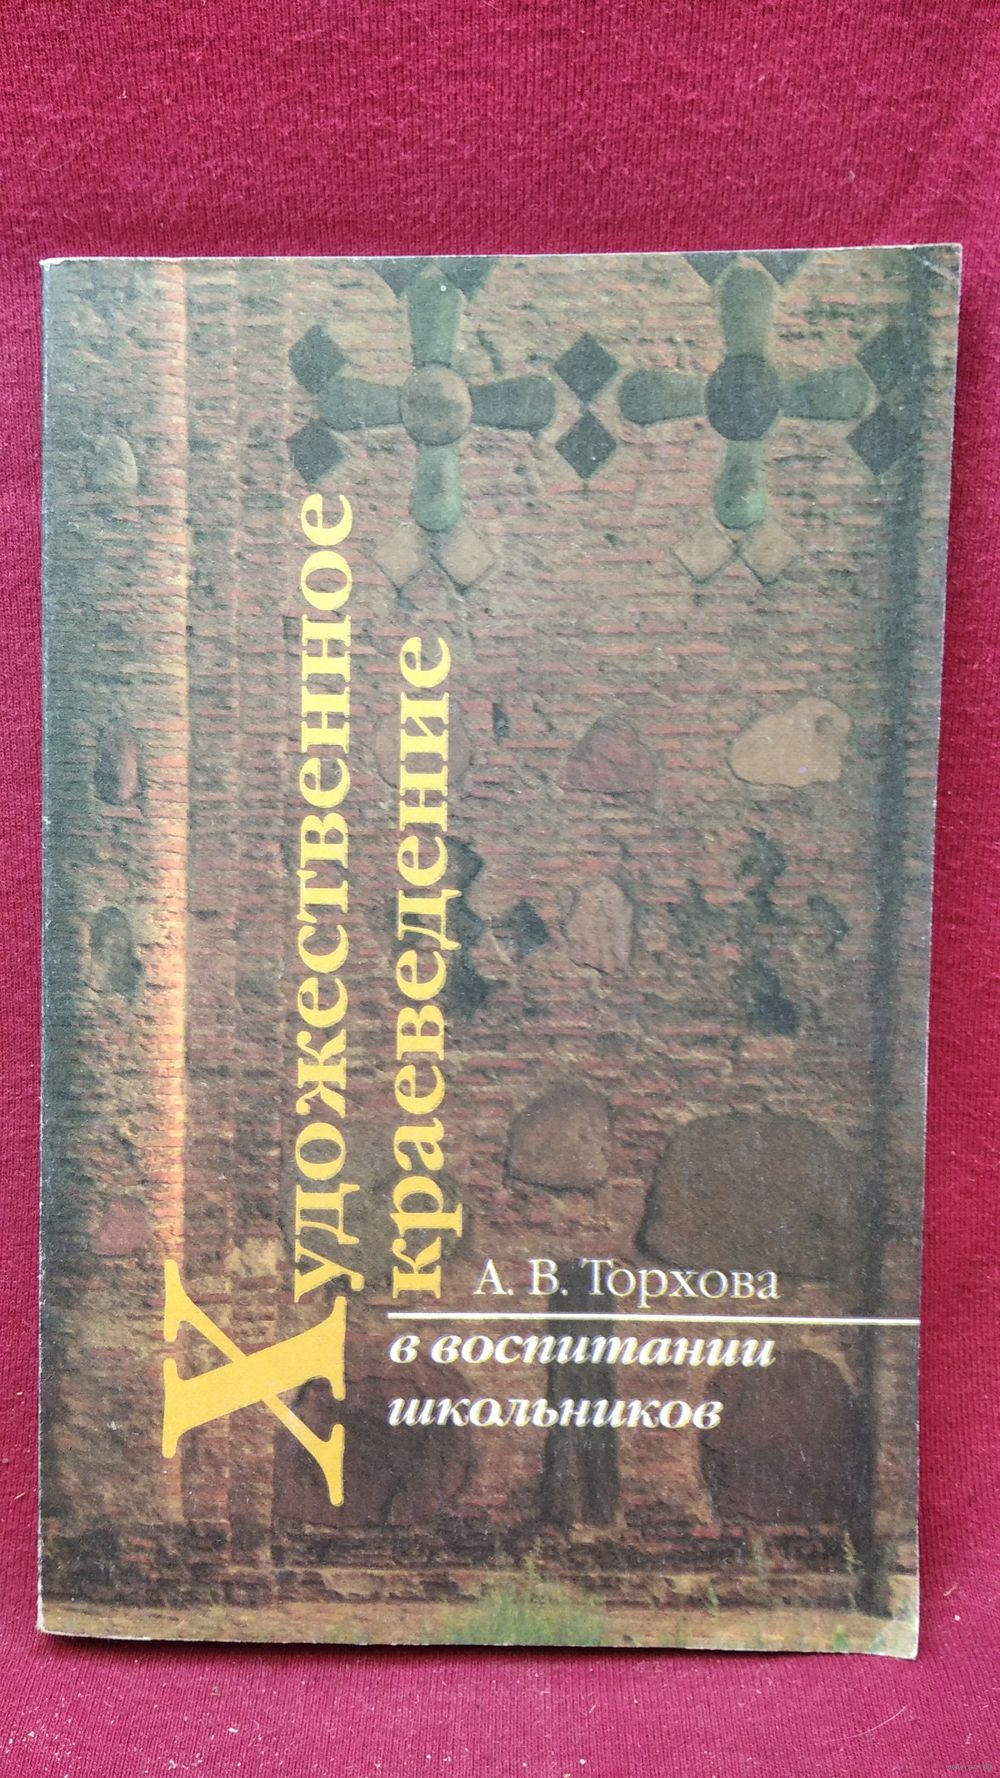 Художественное
краеведение
А. В. Торхова
в воспитании
школьников